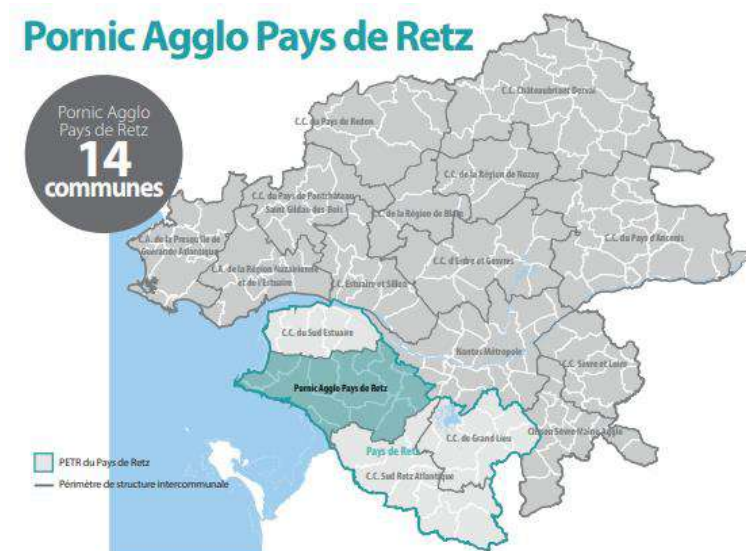 Pornic Agglo Pays de Retz
Pornic Agglo
Pays de Retz
14
communes
C.C. Châteaubriant Derval
C.C. du Pays de Redon
C.C. de la Région de Nozay
C.C. du Pays de Pontchâteau
Saint Gildas des Bois
C.C. de la Région de Blain
C.C. du Pays d'Ancenis
C.A. de la Presqu'île de
Guérande Atlantique
C.A. de la Région Nazairienne
et de l'Estuaire
C.C. Estuaire et Sillon
C.C. d'Erdre et Gesvres
C.C. du Sud Estuaire
Nantes Métropole
C.C. Sèvre et Loire
Pornic Agglo Pays de Retz
Clisson Sèvre Maine Agglo
C.C. de Grand Lieu
Pays de Retz
C.C. Sud Retz Atlantique
PETR du Pays de Retz
Périmètre de structure intercommunale